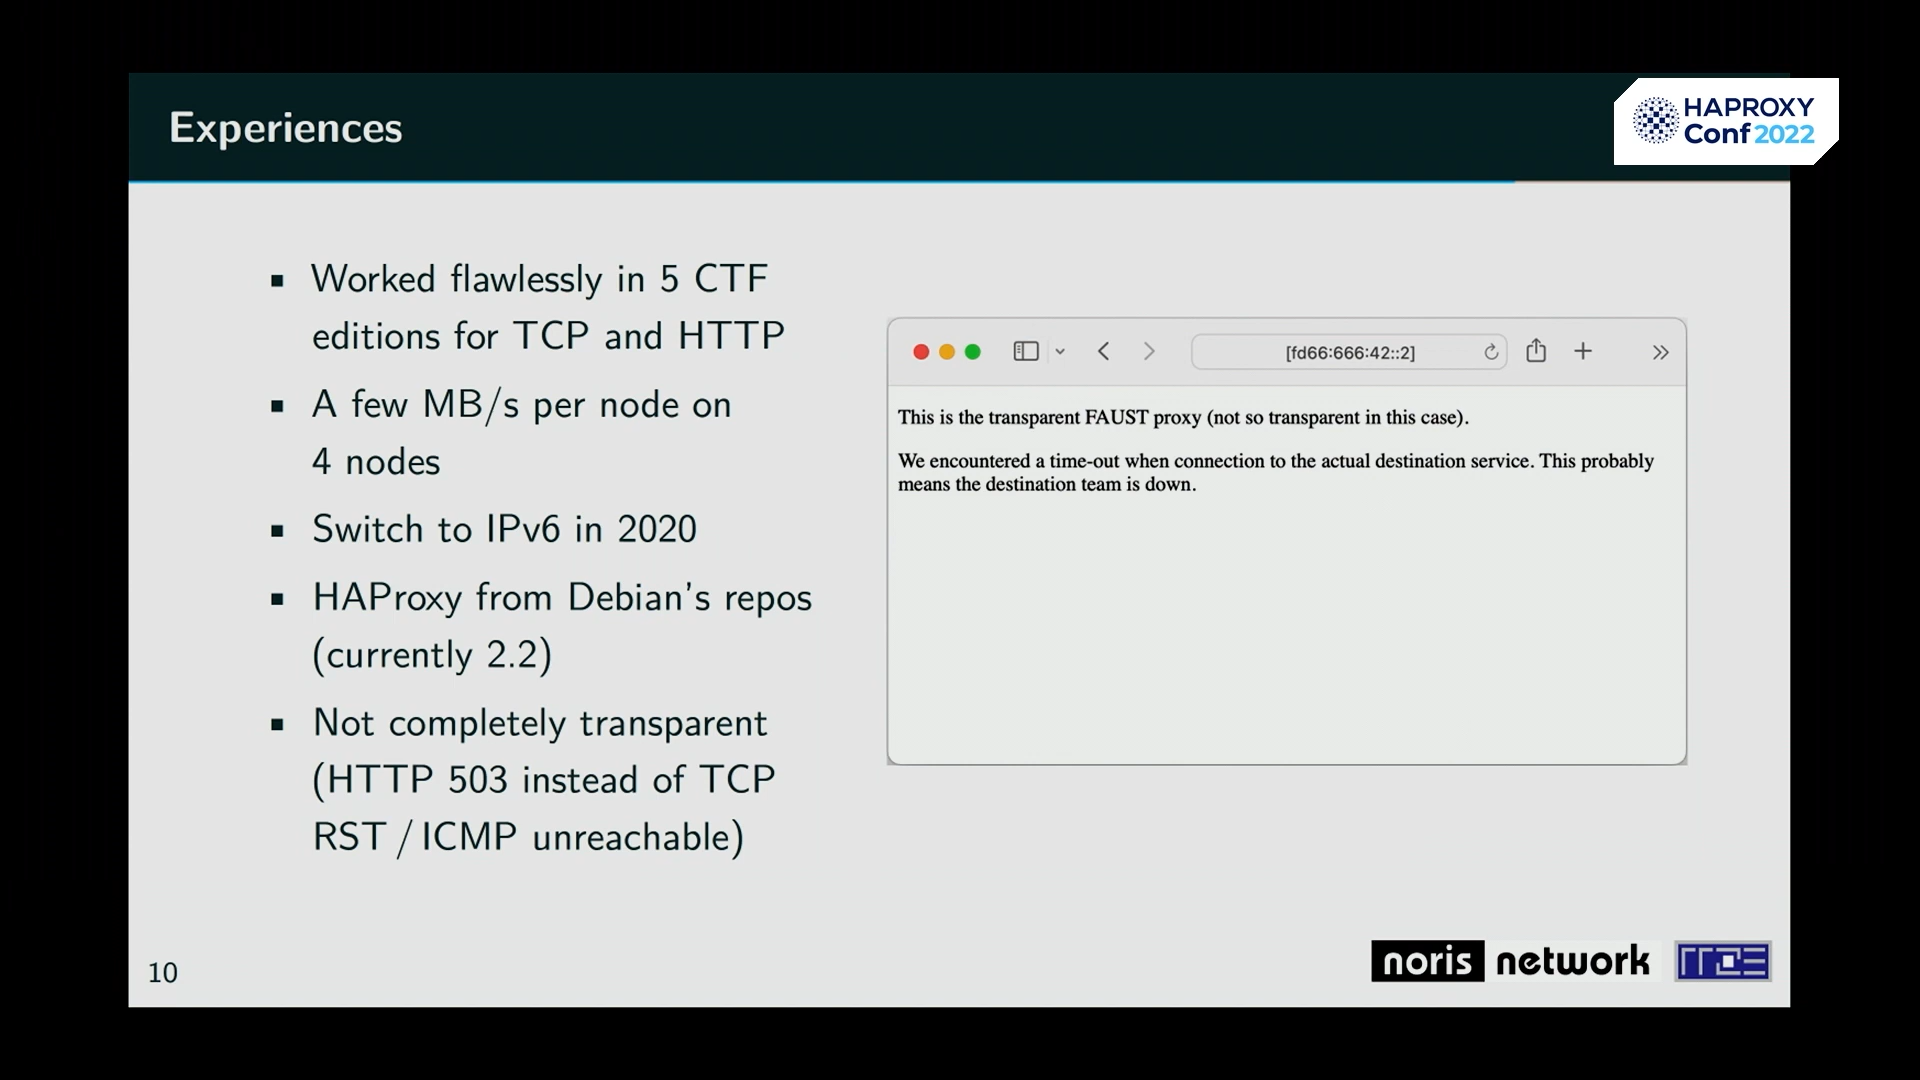 Experiences
HAPROXY
Conf 2022
▪ Worked flawlessly in 5 CTF
editions for TCP and HTTP
▪ A few MB/s per node on
4 nodes
▪ Switch to IPv6 in 2020
▪ HAProxy from Debian's repos
(currently 2.2)
▪ Not completely transparent
(HTTP 503 instead of TCP
RST / ICMP unreachable)
[fd66:666:42::2]
This is the transparent FAUST proxy (not so transparent in this case).
We encountered a time-out when connection to the actual destination service. This probably
means the destination team is down.
10
noris network